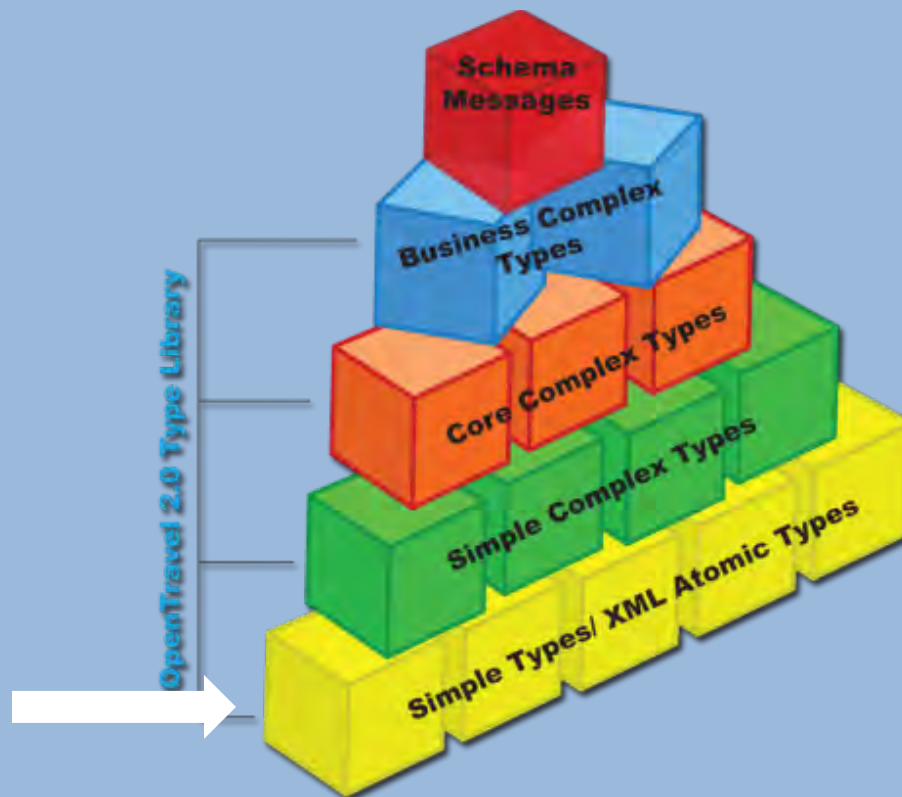 Schema
Messages
Business Complex
Types
Core Complex Types
Simple Complex Types
Simple Types/ XML Atomic Types
OpenTravel 2.0 Type Library